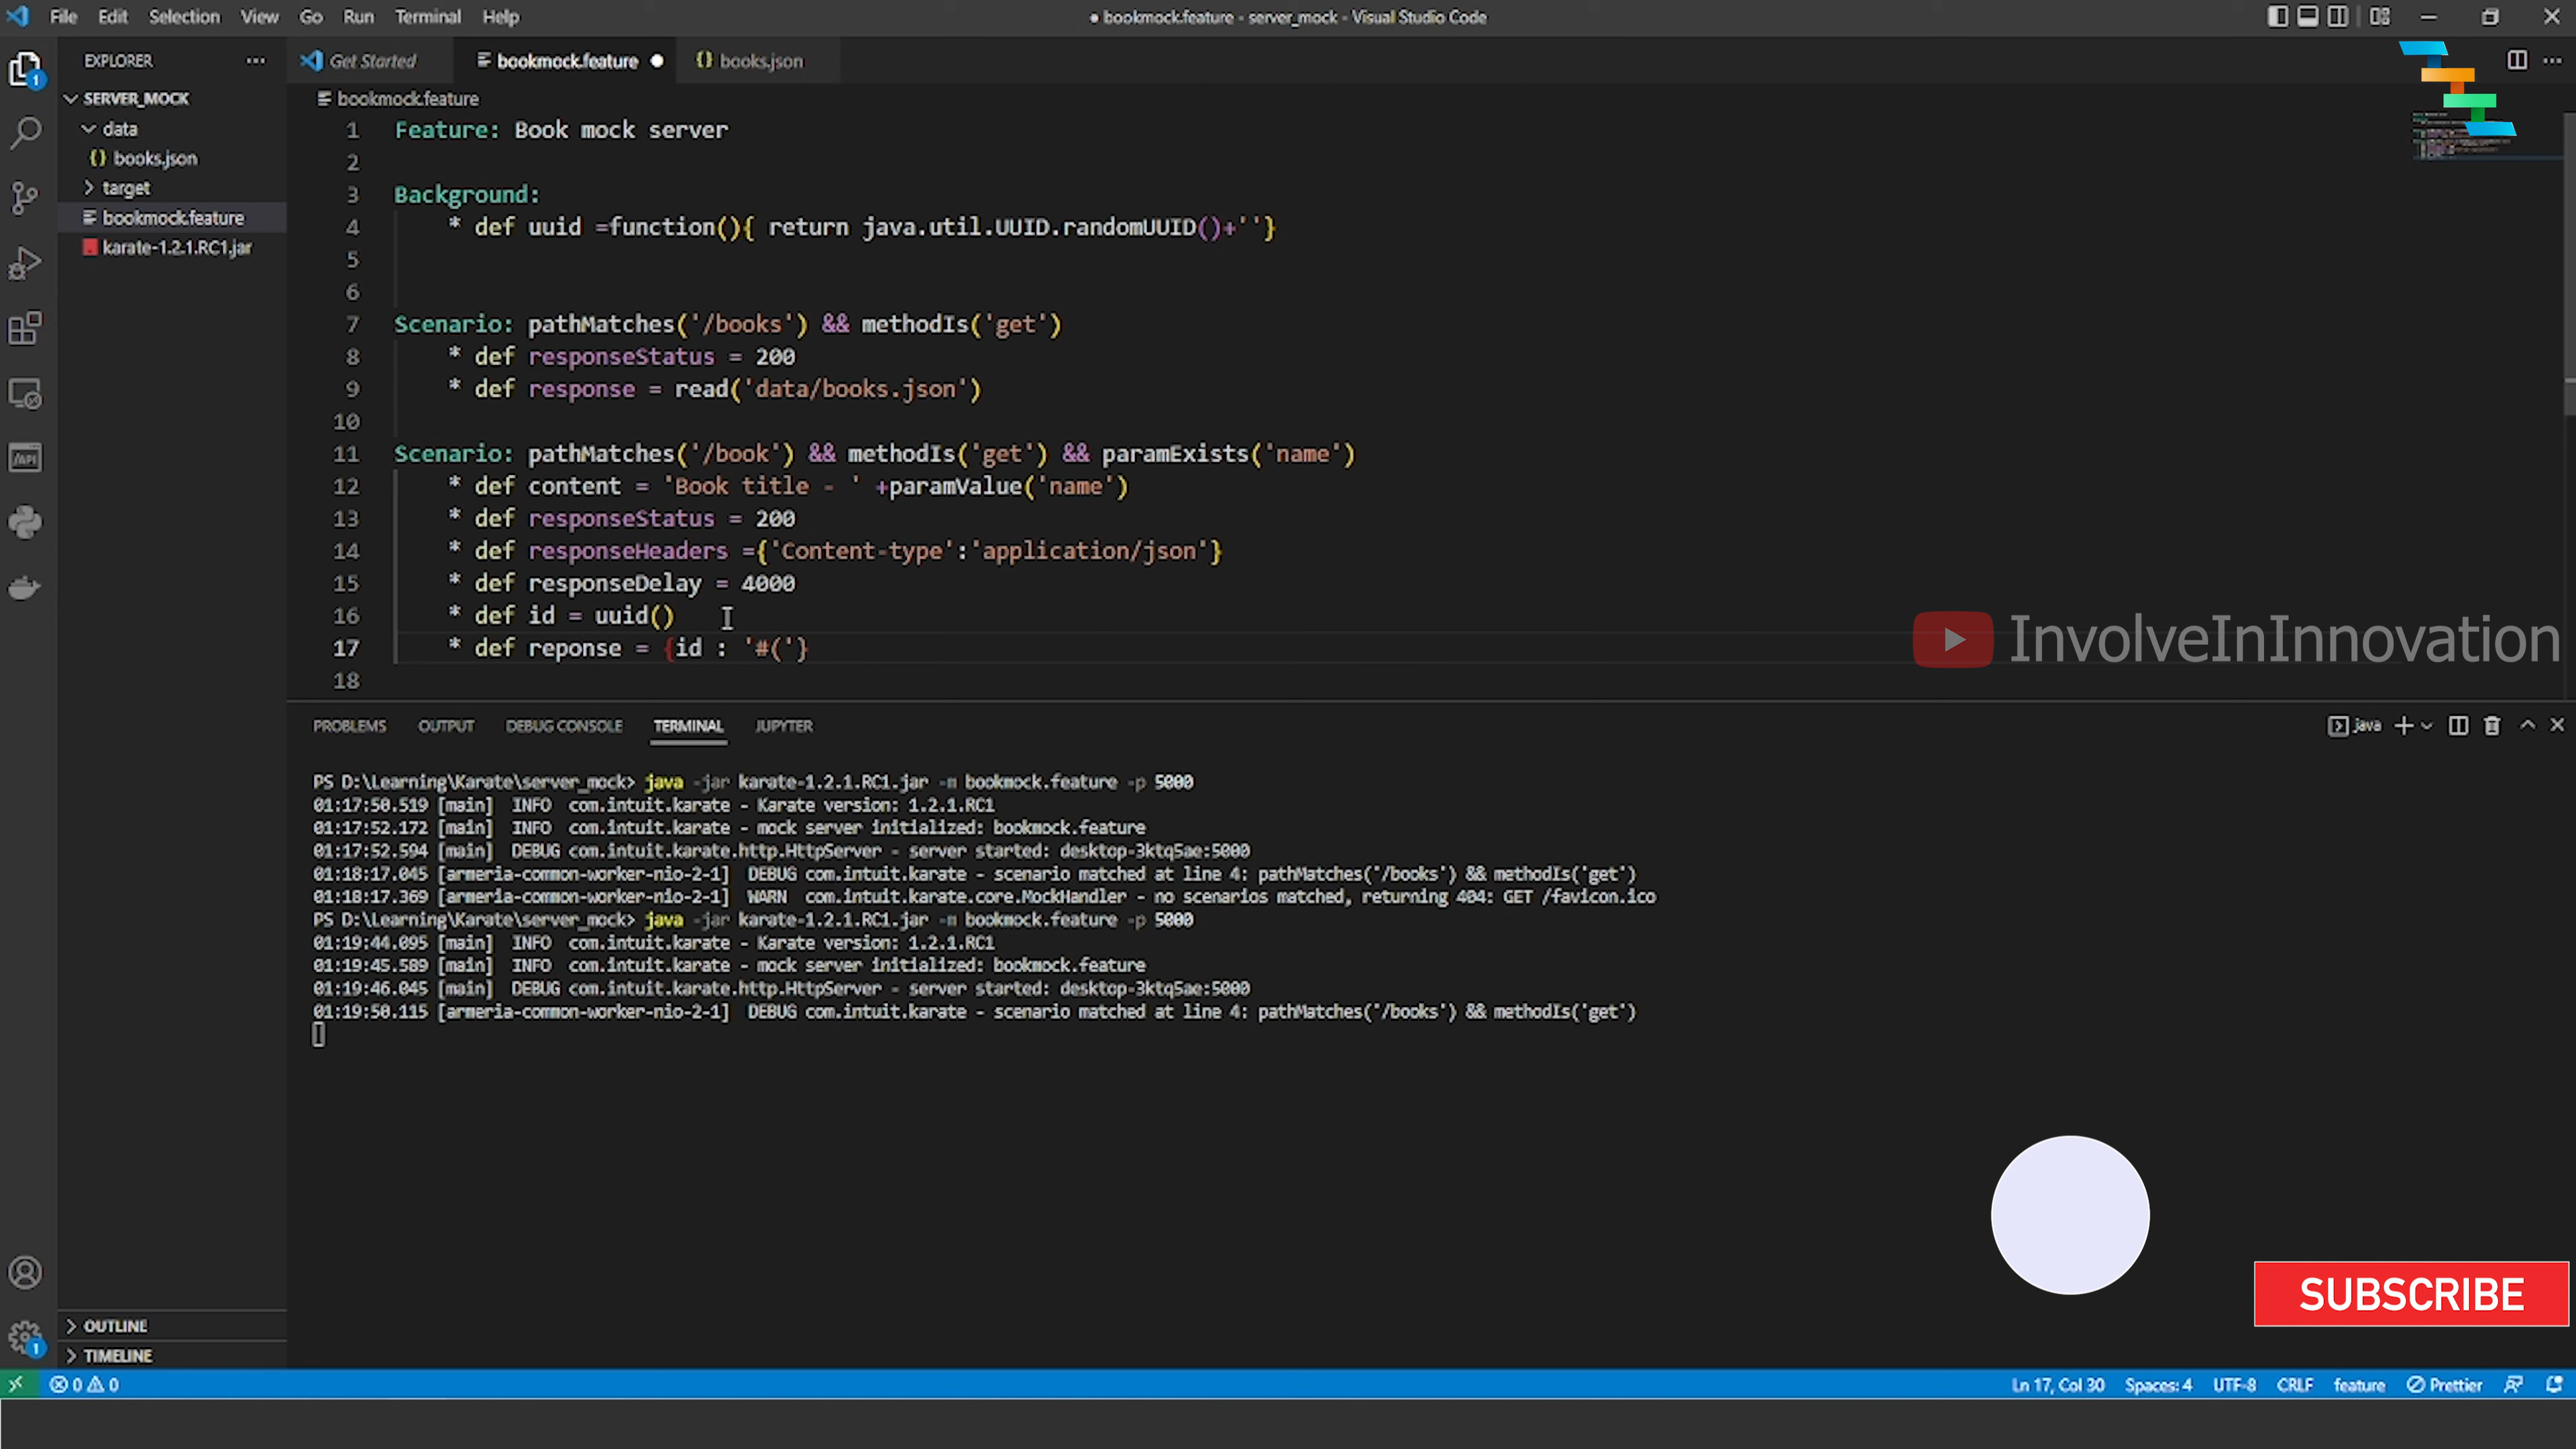 File Edit Selection View Go Run Terminal Help
● bookmock.feature - server_mock - Visual Studio Code
EXPLORER
Get Started
bookmock.feature
books.json
SERVER_MOCK
data
books.json
target
bookmock.feature
karate-1.2.1.RC1.jar
OUTLINE
TIMELINE
bookmock.feature
1 Feature: Book mock server
2
3 Background:
4 * def uuid =function(){ return java.util.UUID.randomUUID()+''}
5
6
7 Scenario: pathMatches('/books') && methodIs('get')
8 * def responseStatus = 200
9 * def response = read('data/books.json')
10
11 Scenario: pathMatches('/book') && methodIs('get') && paramExists('name')
12 * def content = 'Book title - ' +paramValue('name')
13 * def responseStatus = 200
14 * def responseHeaders ={'Content-type':'application/json'}
15 * def responseDelay = 4000
16 * def id = uuid()
17 * def reponse = {id : '#('}
18
InvolveInInnovation
PROBLEMS OUTPUT DEBUG CONSOLE TERMINAL JUPYTER
java
PS D:\Learning\Karate\server_mock> java -jar karate-1.2.1.RC1.jar -m bookmock.feature -p 5000
01:17:50.519 [main] INFO com.intuit.karate - Karate version: 1.2.1.RC1
01:17:52.172 [main] INFO com.intuit.karate - mock server initialized: bookmock.feature
01:17:52.594 [main] DEBUG com.intuit.karate.http.HttpServer - server started: desktop-3ktq5ae:5000
01:18:17.045 [armeria-common-worker-nio-2-1] DEBUG com.intuit.karate - scenario matched at line 4: pathMatches('/books') && methodIs('get')
01:18:17.369 [armeria-common-worker-nio-2-1] WARN com.intuit.karate.core.MockHandler - no scenarios matched, returning 404: GET /favicon.ico
PS D:\Learning\Karate\server_mock> java -jar karate-1.2.1.RC1.jar -m bookmock.feature -p 5000
01:19:44.095 [main] INFO com.intuit.karate - Karate version: 1.2.1.RC1
01:19:45.589 [main] INFO com.intuit.karate - mock server initialized: bookmock.feature
01:19:46.045 [main] DEBUG com.intuit.karate.http.HttpServer - server started: desktop-3ktq5ae:5000
01:19:50.115 [armeria-common-worker-nio-2-1] DEBUG com.intuit.karate - scenario matched at line 4: pathMatches('/books') && methodIs('get')
SUBSCRIBE
0 0
Ln 17, Col 30 Spaces: 4 UTF-8 CRLF feature Prettier